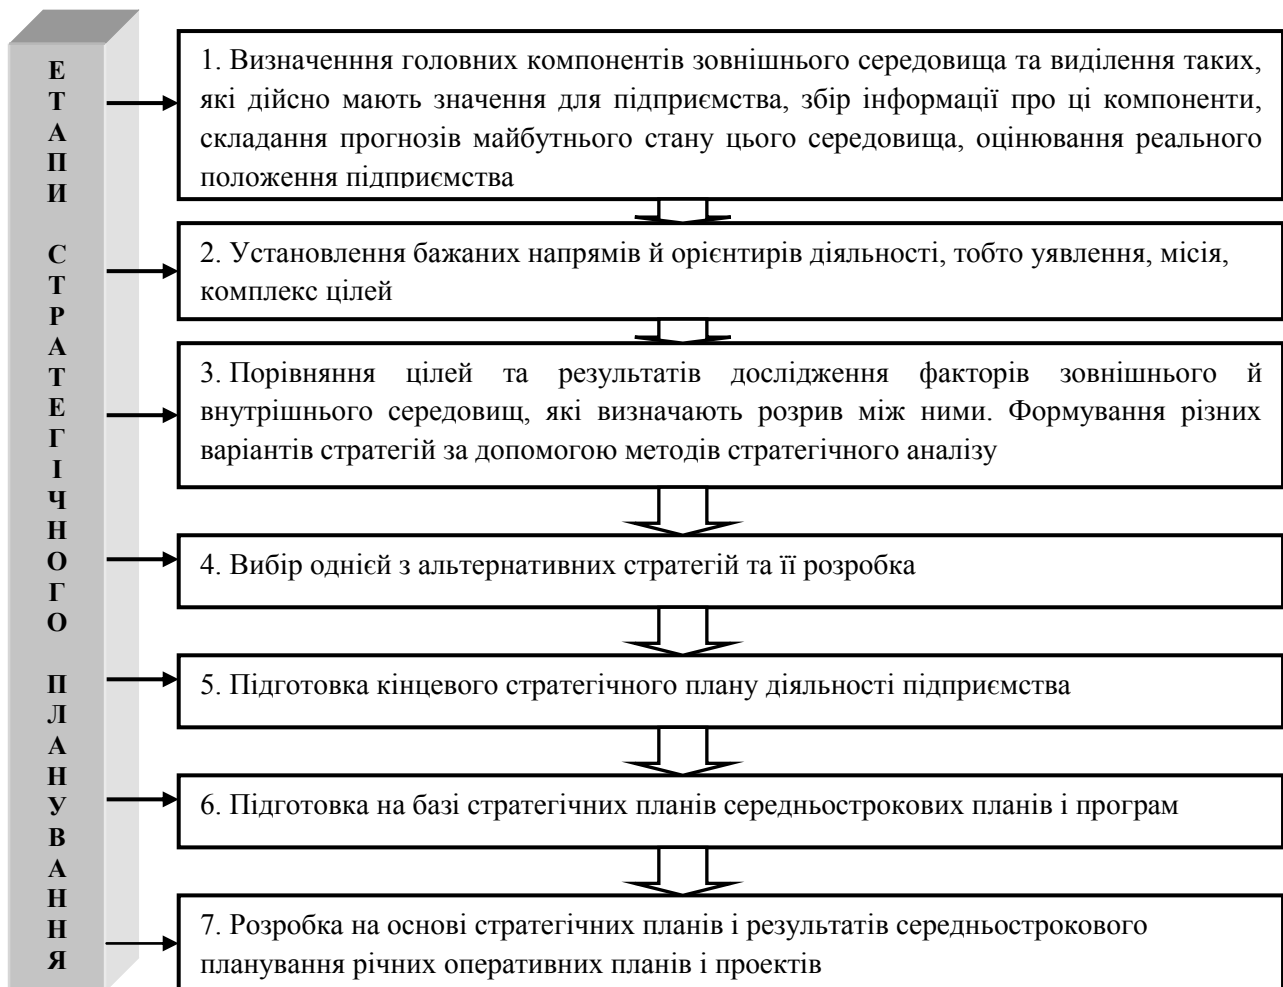 ЕТАПИ СТРАТЕГІЧНОГО ПЛАНУВАННЯ
1. Визначенння головних компонентів зовнішнього середовища та виділення таких,
які дійсно мають значення для підприємства, збір інформації про ці компоненти,
складання прогнозів майбутнього стану цього середовища, оцінювання реального
положення підприємства
2. Установлення бажаних напрямів й орієнтирів діяльності, тобто уявлення, місія,
комплекс цілей
3. Порівняння цілей та результатів дослідження факторів зовнішнього й
внутрішнього середовищ, які визначають розрив між ними. Формування різних
варіантів стратегій за допомогою методів стратегічного аналізу
4. Вибір однієй з альтернативних стратегій та її розробка
5. Підготовка кінцевого стратегічного плану діяльності підприємства
6. Підготовка на базі стратегічних планів середньострокових планів і програм
7. Розробка на основі стратегічних планів і результатів середньострокового
планування річних оперативних планів і проектів